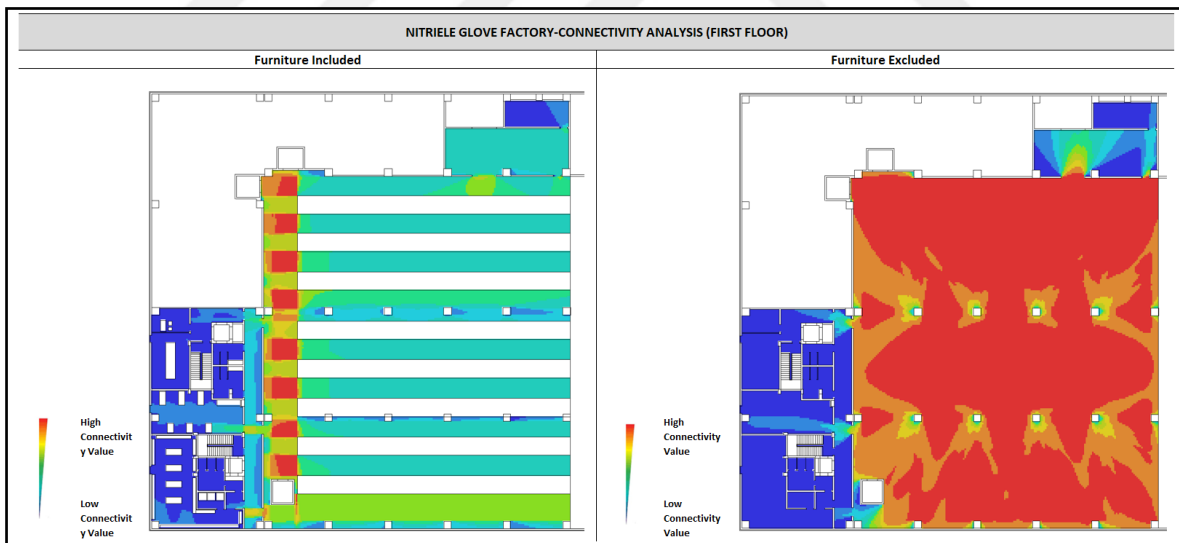 NITRIELE GLOVE FACTORY-CONNECTIVITY ANALYSIS (FIRST FLOOR)
Furniture Included
Furniture Excluded
High
Connectivit
y Value
Low
Connectivit
y Value
High
Connectivity
Value
Low
Connectivity
Value